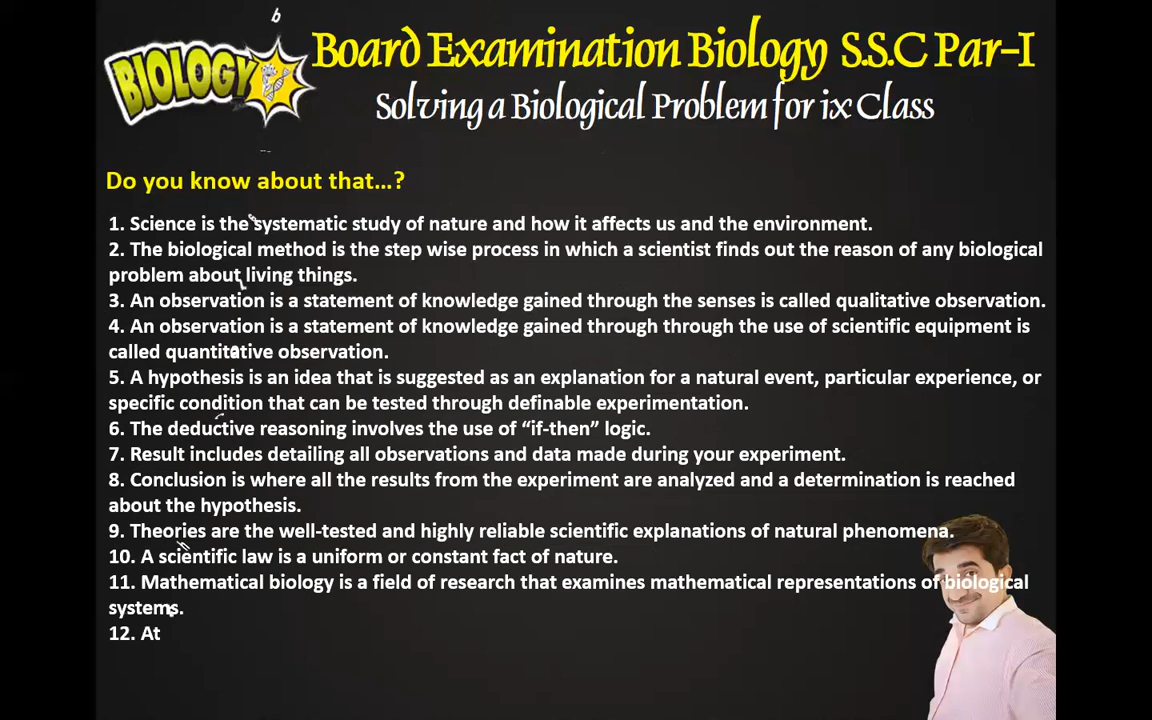 b
BIOLOGY
Board Examination Biology S.S.C Par-I
Solving a Biological Problem for ix Class
Do you know about that...?
1. Science is the systematic study of nature and how it affects us and the environment.
2. The biological method is the step wise process in which a scientist finds out the reason of any biological
problem about living things.
3. An observation is a statement of knowledge gained through the senses is called qualitative observation.
4. An observation is a statement of knowledge gained through through the use of scientific equipment is
called quantitative observation.
5. A hypothesis is an idea that is suggested as an explanation for a natural event, particular experience, or
specific condition that can be tested through definable experimentation.
6. The deductive reasoning involves the use of “if-then” logic.
7. Result includes detailing all observations and data made during your experiment.
8. Conclusion is where all the results from the experiment are analyzed and a determination is reached
about the hypothesis.
9. Theories are the well-tested and highly reliable scientific explanations of natural phenomena.
10. A scientific law is a uniform or constant fact of nature.
11. Mathematical biology is a field of research that examines mathematical representations of biological
systems.
12. At